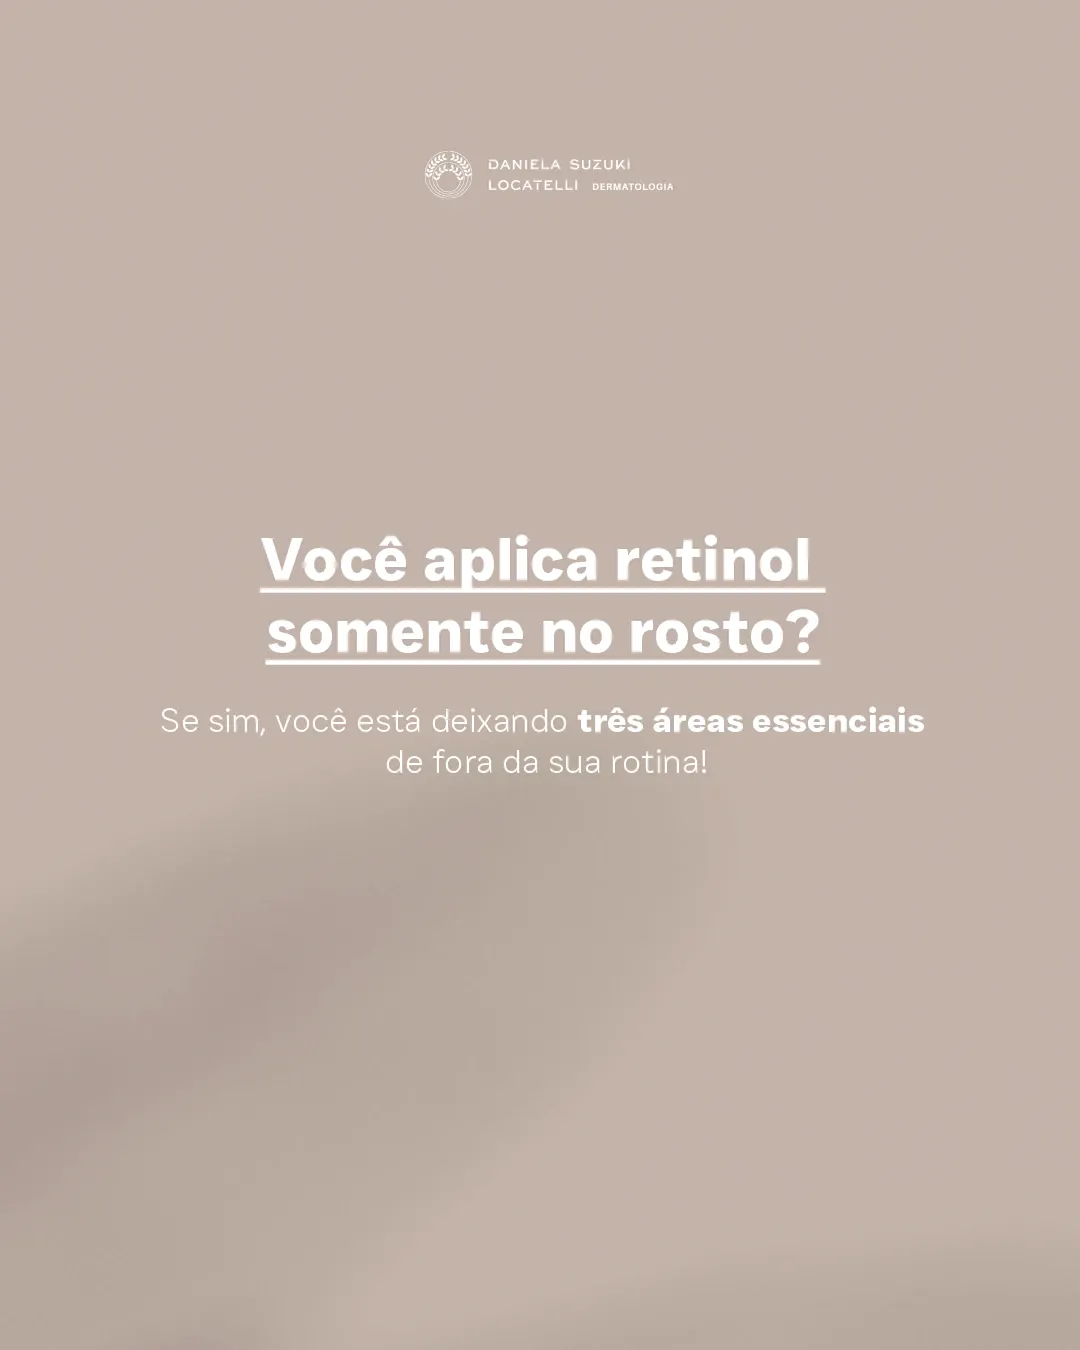 DANIELA SUZUKI
LOCATELLI DERMATOLOGIA
Você aplica retinol
somente no rosto?
Se sim, você está deixando três áreas essenciais
de fora da sua rotina!